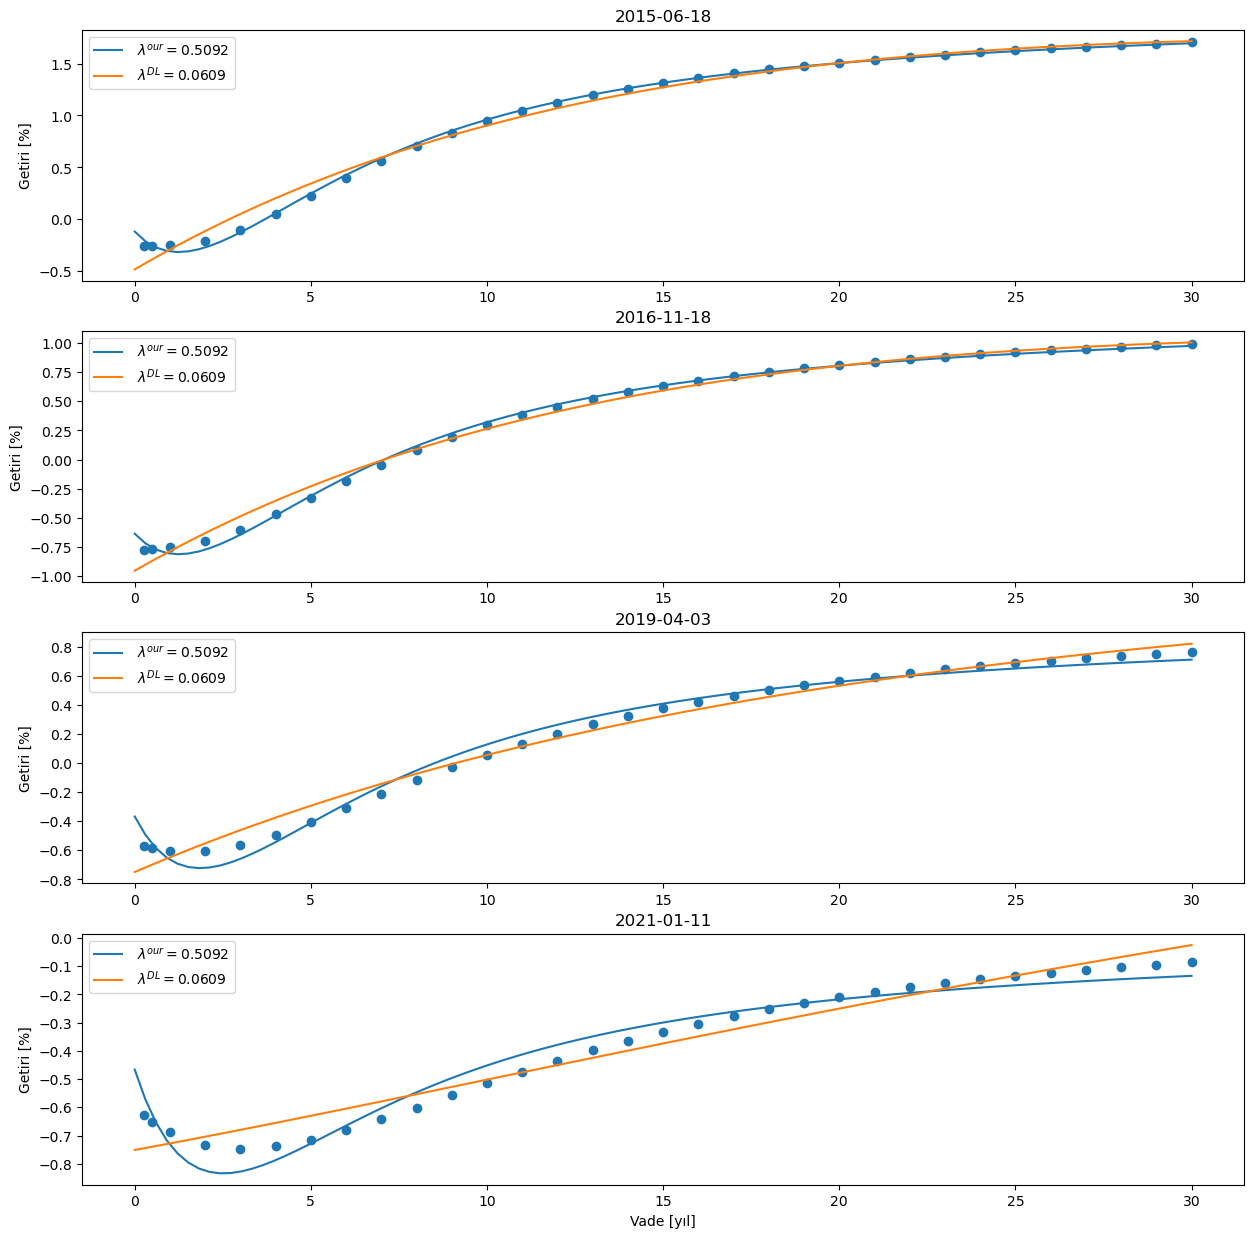 2015-06-18
λ^our = 0.5092
λ^DL = 0.0609
Getiri [%]
1.5
1.0
0.5
0.0
−0.5
0 5 10 15 20 25 30
2016-11-18
λ^our = 0.5092
λ^DL = 0.0609
Getiri [%]
1.00
0.75
0.50
0.25
0.00
−0.25
−0.50
−0.75
−1.00
0 5 10 15 20 25 30
2019-04-03
λ^our = 0.5092
λ^DL = 0.0609
Getiri [%]
0.8
0.6
0.4
0.2
0.0
−0.2
−0.4
−0.6
−0.8
0 5 10 15 20 25 30
2021-01-11
λ^our = 0.5092
λ^DL = 0.0609
Getiri [%]
0.0
−0.1
−0.2
−0.3
−0.4
−0.5
−0.6
−0.7
−0.8
0 5 10 15 20 25 30
Vade [yıl]